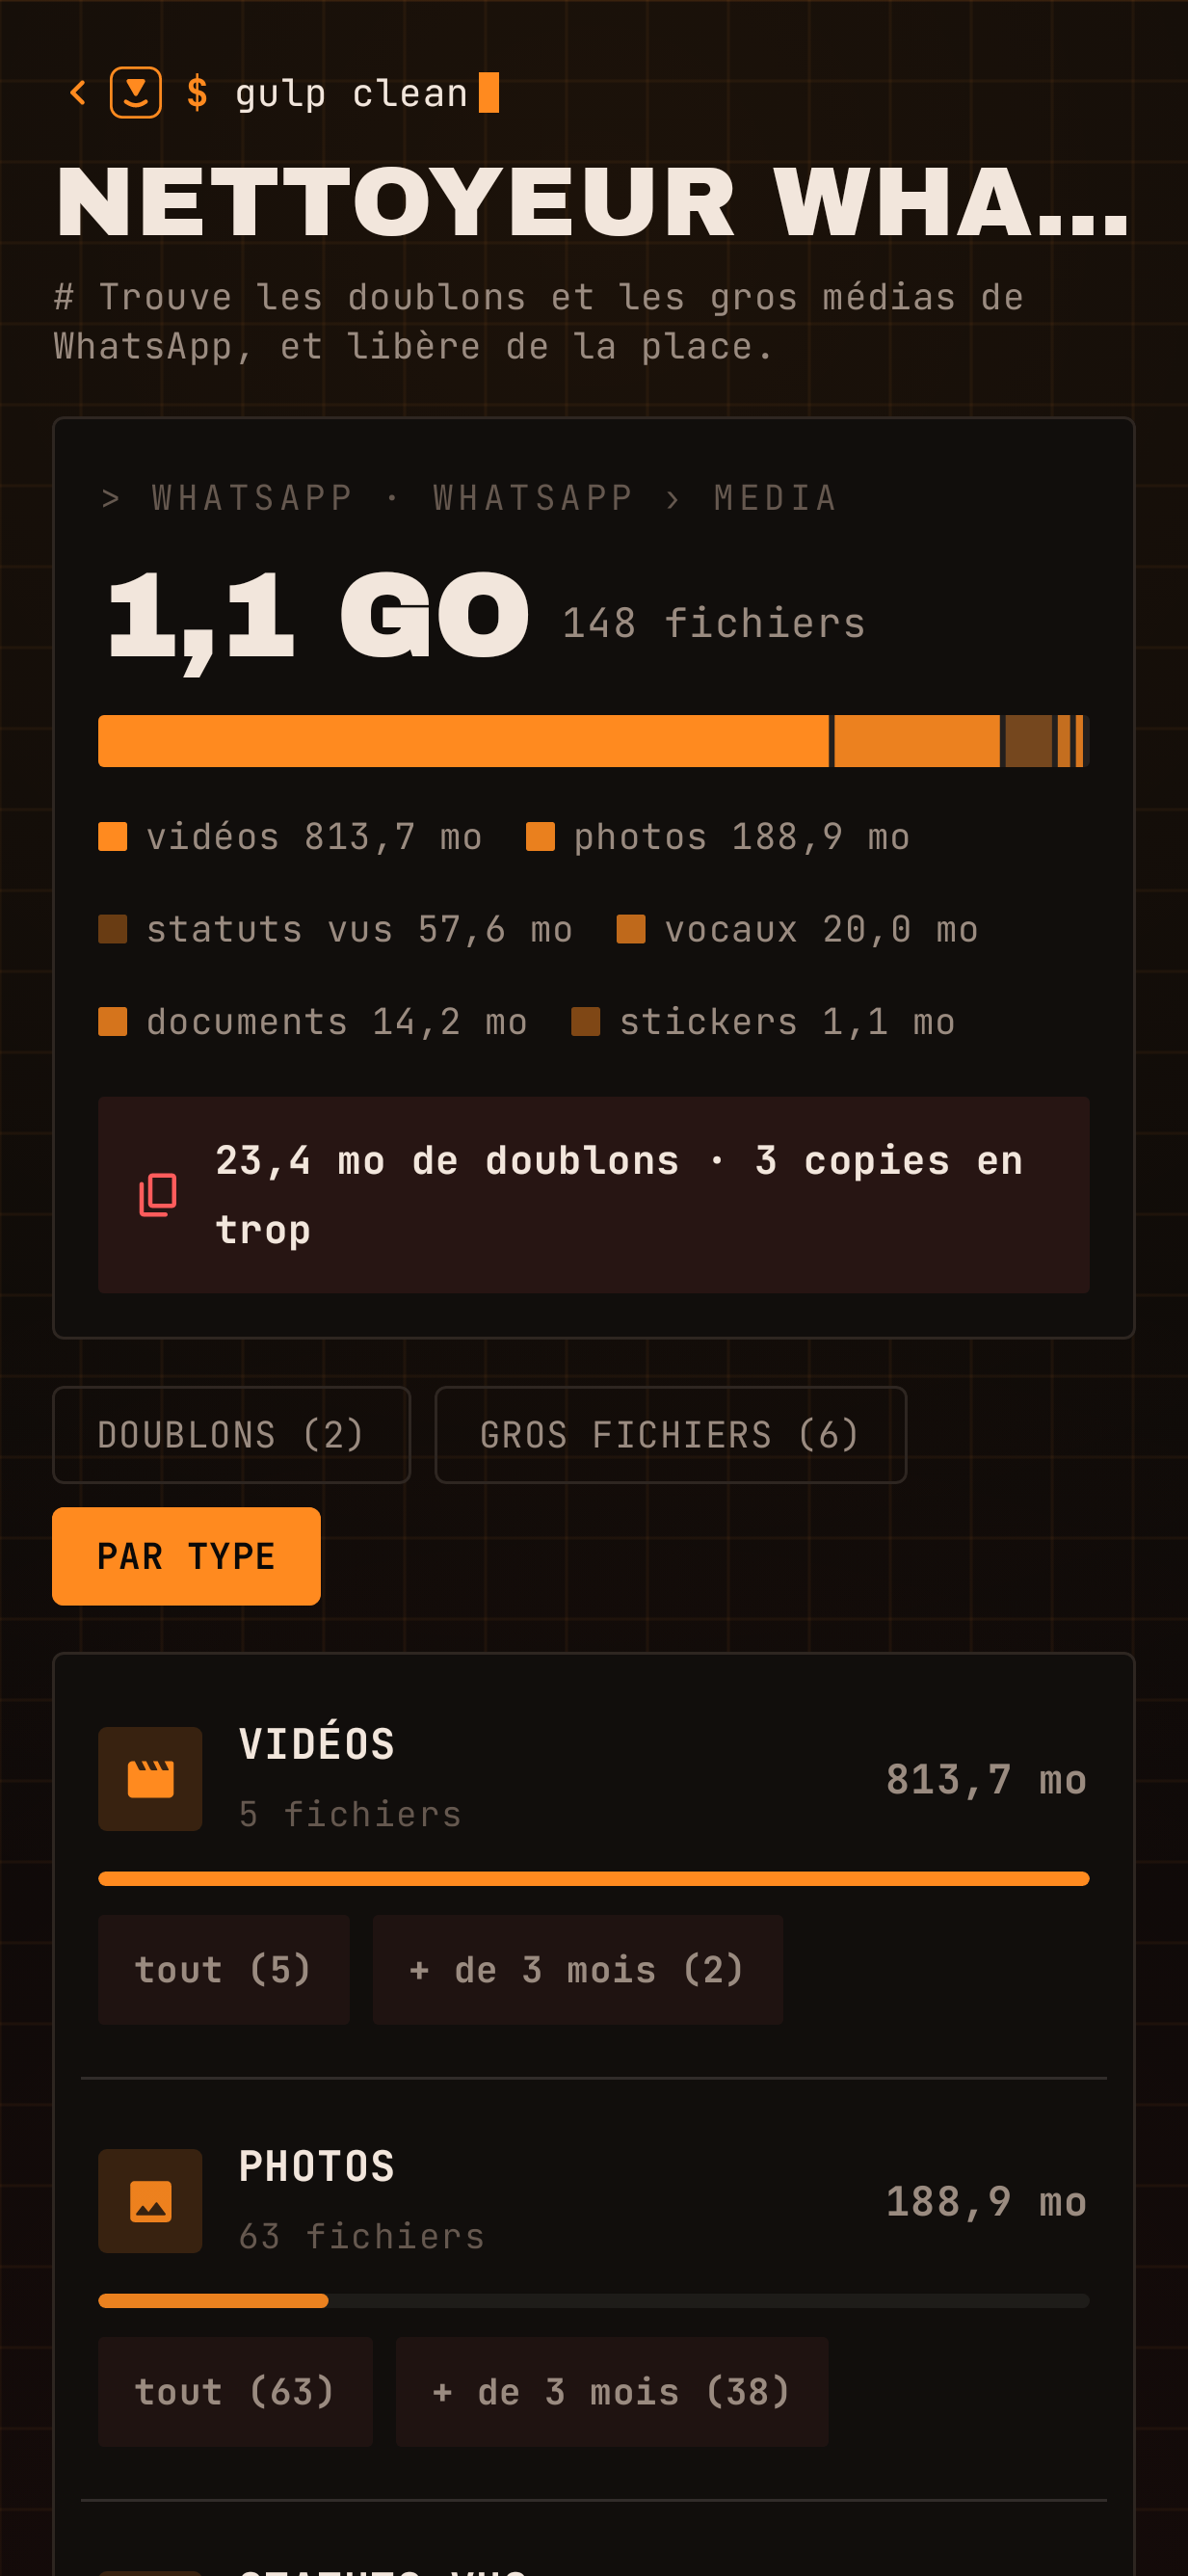 $ gulp clean
NETTOYEUR WHA...
# Trouve les doublons et les gros médias de
WhatsApp, et libère de la place.
> WHATSAPP · WHATSAPP › MEDIA
1,1 GO 148 fichiers
vidéos 813,7 mo photos 188,9 mo
statuts vus 57,6 mo vocaux 20,0 mo
documents 14,2 mo stickers 1,1 mo
23,4 mo de doublons · 3 copies en
trop
DOUBLONS (2) GROS FICHIERS (6)
PAR TYPE
VIDÉOS
813,7 mo
5 fichiers
tout (5) + de 3 mois (2)
PHOTOS
188,9 mo
63 fichiers
tout (63) + de 3 mois (38)
STATUTS VUS